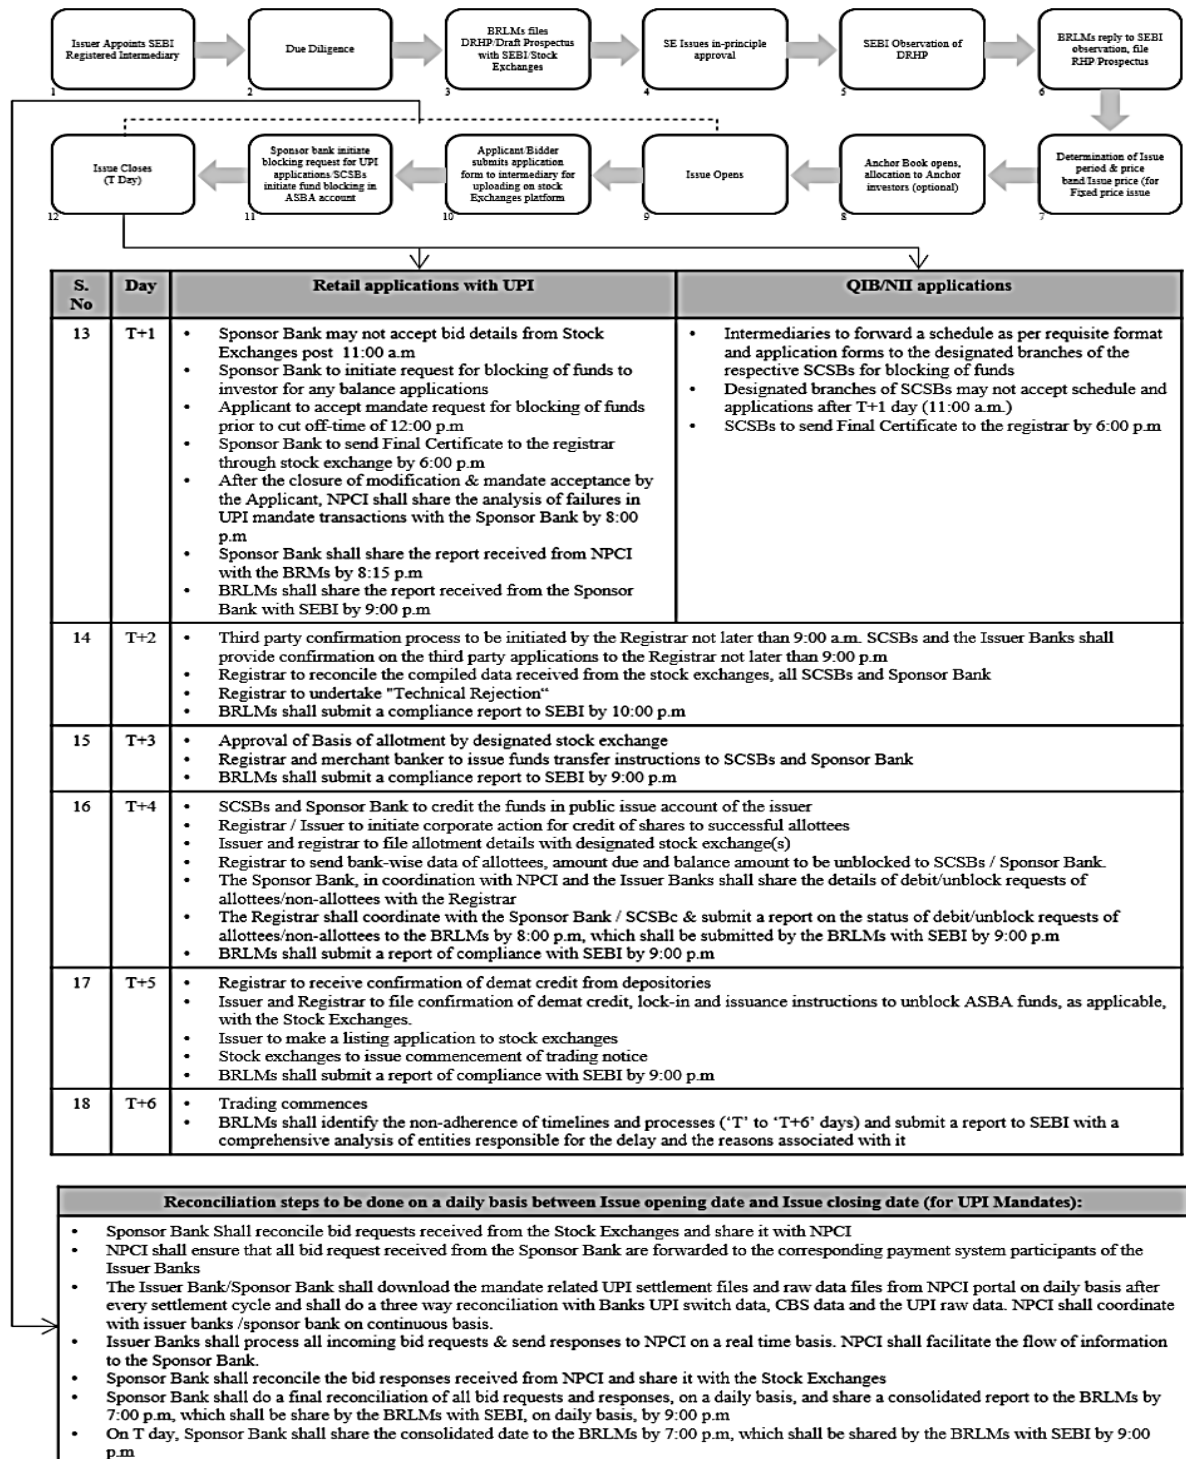 Issuer Appoints SEBI
Registered Intermediary
1
Due Diligence
2
BRLMs files
DRHP/Draft Prospectus
with SEBI/Stock
Exchanges
3
SE Issues in-principle
approval
4
SEBI Observation of
DRHP
5
BRLMs reply to SEBI
observation, file
RHP Prospectus
6
Determination of Issue
period & price
band/Issue price (for
Fixed price issue
7
Anchor Book opens,
allocation to Anchor
investors (optional)
8
Issue Opens
9
Applicant/Bidder
submits application
form to intermediary for
uploading on stock
Exchanges platform
10
Sponsor bank initiate
blocking request for UPI
applications/SCSBs
initiate fund blocking in
ASBA account
11
Issue Closes
(T Day)
12
S.
No
Day
Retail applications with UPI
QIB/NII applications
13
T+1
• Sponsor Bank may not accept bid details from Stock
Exchanges post 11:00 a.m
• Sponsor Bank to initiate request for blocking of funds to
investor for any balance applications
• Applicant to accept mandate request for blocking of funds
prior to cut off-time of 12:00 p.m
• Sponsor Bank to send Final Certificate to the registrar
through stock exchange by 6:00 p.m
• After the closure of modification & mandate acceptance by
the Applicant, NPCI shall share the analysis of failures in
UPI mandate transactions with the Sponsor Bank by 8:00
p.m
• Sponsor Bank shall share the report received from NPCI
with the BRMs by 8:15 p.m
• BRLMs shall share the report received from the Sponsor
Bank with SEBI by 9:00 p.m
• Intermediaries to forward a schedule as per requisite format
and application forms to the designated branches of the
respective SCSBs for blocking of funds
• Designated branches of SCSBs may not accept schedule and
applications after T+1 day (11:00 a.m.)
• SCSBs to send Final Certificate to the registrar by 6:00 p.m
14
T+2
• Third party confirmation process to be initiated by the Registrar not later than 9:00 a.m. SCSBs and the Issuer Banks shall
provide confirmation on the third party applications to the Registrar not later than 9:00 p.m
• Registrar to reconcile the compiled data received from the stock exchanges, all SCSBs and Sponsor Bank
• Registrar to undertake "Technical Rejection“
• BRLMs shall submit a compliance report to SEBI by 10:00 p.m
15
T+3
• Approval of Basis of allotment by designated stock exchange
• Registrar and merchant banker to issue funds transfer instructions to SCSBs and Sponsor Bank
• BRLMs shall submit a compliance report to SEBI by 9:00 p.m
16
T+4
• SCSBs and Sponsor Bank to credit the funds in public issue account of the issuer
• Registrar / Issuer to initiate corporate action for credit of shares to successful allottees
• Issuer and registrar to file allotment details with designated stock exchange(s)
• Registrar to send bank-wise data of allottees, amount due and balance amount to be unblocked to SCSBs / Sponsor Bank.
• The Sponsor Bank, in coordination with NPCI and the Issuer Banks shall share the details of debit/unblock requests of
allottees/non-allottees with the Registrar
• The Registrar shall coordinate with the Sponsor Bank / SCSBc & submit a report on the status of debit/unblock requests of
allottees/non-allottees to the BRLMs by 8:00 p.m, which shall be submitted by the BRLMs with SEBI by 9:00 p.m
• BRLMs shall submit a report of compliance with SEBI by 9:00 p.m
17
T+5
• Registrar to receive confirmation of demat credit from depositories
• Issuer and Registrar to file confirmation of demat credit, lock-in and issuance instructions to unblock ASBA funds, as applicable,
with the Stock Exchanges.
• Issuer to make a listing application to stock exchanges
• Stock exchanges to issue commencement of trading notice
• BRLMs shall submit a report of compliance with SEBI by 9:00 p.m
18
T+6
• Trading commences
• BRLMs shall identify the non-adherence of timelines and processes (‘T’ to ‘T+6’ days) and submit a report to SEBI with a
comprehensive analysis of entities responsible for the delay and the reasons associated with it
Reconciliation steps to be done on a daily basis between Issue opening date and Issue closing date (for UPI Mandates):
• Sponsor Bank Shall reconcile bid requests received from the Stock Exchanges and share it with NPCI
• NPCI shall ensure that all bid request received from the Sponsor Bank are forwarded to the corresponding payment system participants of the
Issuer Banks
• The Issuer Bank/Sponsor Bank shall download the mandate related UPI settlement files and raw data files from NPCI portal on daily basis after
every settlement cycle and shall do a three way reconciliation with Banks UPI switch data, CBS data and the UPI raw data. NPCI shall coordinate
with issuer banks /sponsor bank on continuous basis.
• Issuer Banks shall process all incoming bid requests & send responses to NPCI on a real time basis. NPCI shall facilitate the flow of information
to the Sponsor Bank.
• Sponsor Bank shall reconcile the bid responses received from NPCI and share it with the Stock Exchanges
• Sponsor Bank shall do a final reconciliation of all bid requests and responses, on a daily basis, and share a consolidated report to the BRLMs by
7:00 p.m, which shall be share by the BRLMs with SEBI, on daily basis, by 9:00 p.m
• On T day, Sponsor Bank shall share the consolidated date to the BRLMs by 7:00 p.m, which shall be shared by the BRLMs with SEBI by 9:00
p.m